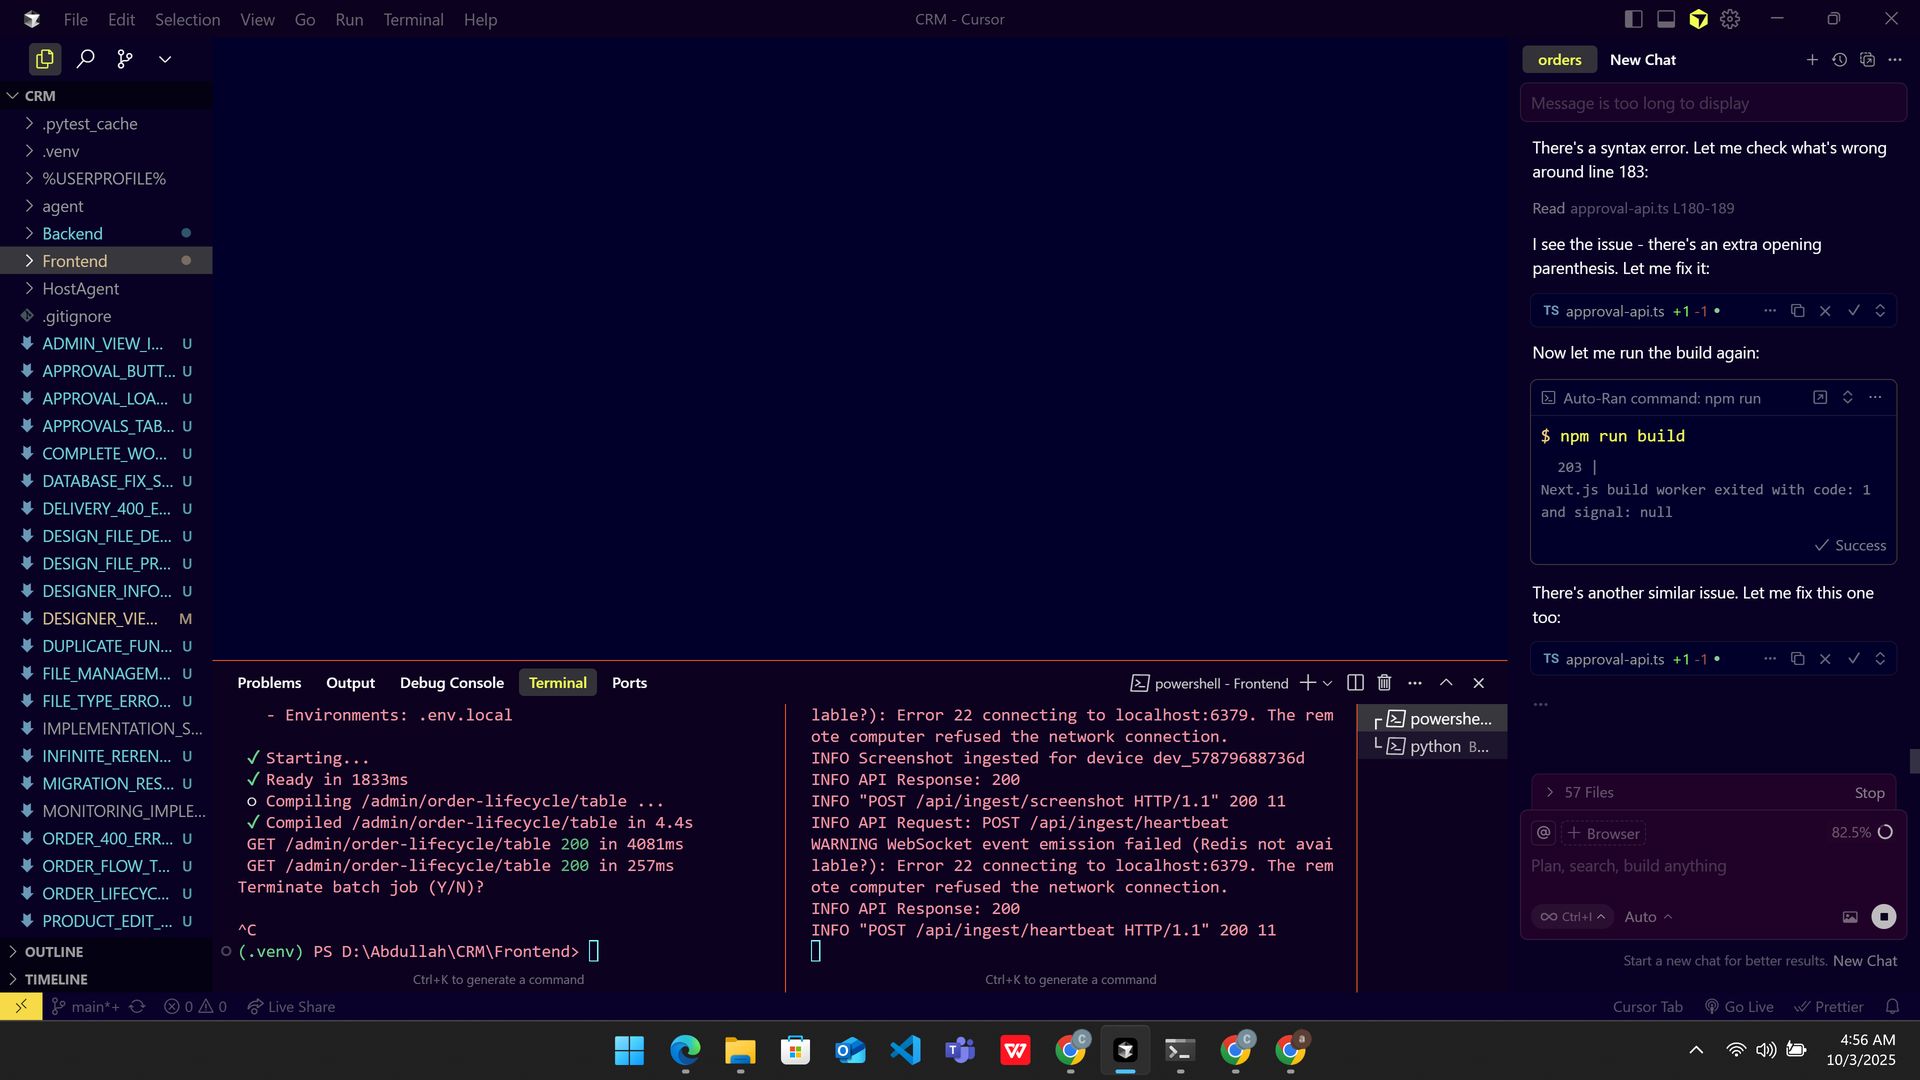 File Edit Selection View Go Run Terminal Help
CRM - Cursor
CRM
.pytest_cache
.venv
%USERPROFILE%
agent
Backend
Frontend
HostAgent
.gitignore
ADMIN_VIEW_I... U
APPROVAL_BUTT... U
APPROVAL_LOA... U
APPROVALS_TAB... U
COMPLETE_WO... U
DATABASE_FIX_S... U
DELIVERY_400_E... U
DESIGN_FILE_DE... U
DESIGN_FILE_PR... U
DESIGNER_INFO... U
DESIGNER_VIE... M
DUPLICATE_FUN... U
FILE_MANAGEM... U
FILE_TYPE_ERRO... U
IMPLEMENTATION_S...
INFINITE_REREN... U
MIGRATION_RES... U
MONITORING_IMPLE...
ORDER_400_ERR... U
ORDER_FLOW_T... U
ORDER_LIFECYC... U
PRODUCT_EDIT_... U
OUTLINE
TIMELINE
Problems Output Debug Console Terminal Ports
powershell - Frontend
- Environments: .env.local
✓ Starting...
✓ Ready in 1833ms
○ Compiling /admin/order-lifecycle/table ...
✓ Compiled /admin/order-lifecycle/table in 4.4s
GET /admin/order-lifecycle/table 200 in 4081ms
GET /admin/order-lifecycle/table 200 in 257ms
Terminate batch job (Y/N)?
^C
(.venv) PS D:\Abdullah\CRM\Frontend>
Ctrl+K to generate a command
lable?): Error 22 connecting to localhost:6379. The rem
ote computer refused the network connection.
INFO Screenshot ingested for device dev_57879688736d
INFO API Response: 200
INFO "POST /api/ingest/screenshot HTTP/1.1" 200 11
INFO API Request: POST /api/ingest/heartbeat
WARNING WebSocket event emission failed (Redis not avai
lable?): Error 22 connecting to localhost:6379. The rem
ote computer refused the network connection.
INFO API Response: 200
INFO "POST /api/ingest/heartbeat HTTP/1.1" 200 11
Ctrl+K to generate a command
powershe...
python B...
orders New Chat
Message is too long to display
There's a syntax error. Let me check what's wrong
around line 183:
Read approval-api.ts L180-189
I see the issue - there's an extra opening
parenthesis. Let me fix it:
TS approval-api.ts +1 -1 •
Now let me run the build again:
Auto-Ran command: npm run
$ npm run build
203 |
Next.js build worker exited with code: 1
and signal: null
✓ Success
There's another similar issue. Let me fix this one
too:
TS approval-api.ts +1 -1 •
...
57 Files Stop
@ + Browser 82.5%
Plan, search, build anything
∞ Ctrl+I Auto
Start a new chat for better results. New Chat
main*+ 0 0 Live Share
Cursor Tab Go Live Prettier
4:56 AM
10/3/2025